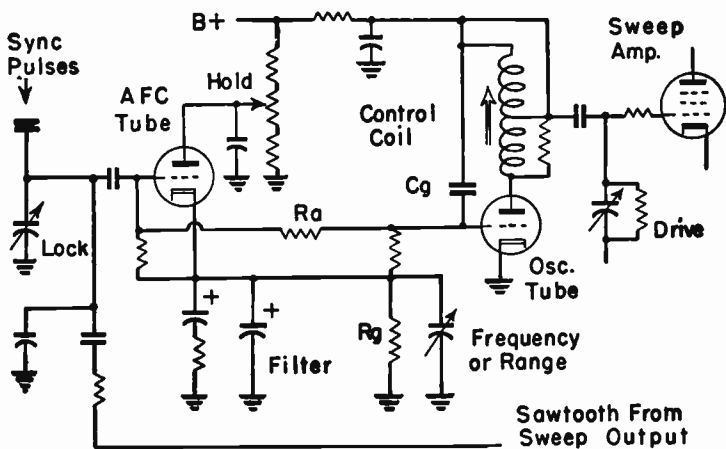 B+
Sync
Pulses
AFC
Tube
Hold
Control
Coil
Sweep
Amp.
Cg
Ra
Lock
Osc.
Tube
Drive
+
+
Filter
Rg
Frequency
or Range
Sawtooth From
Sweep Output